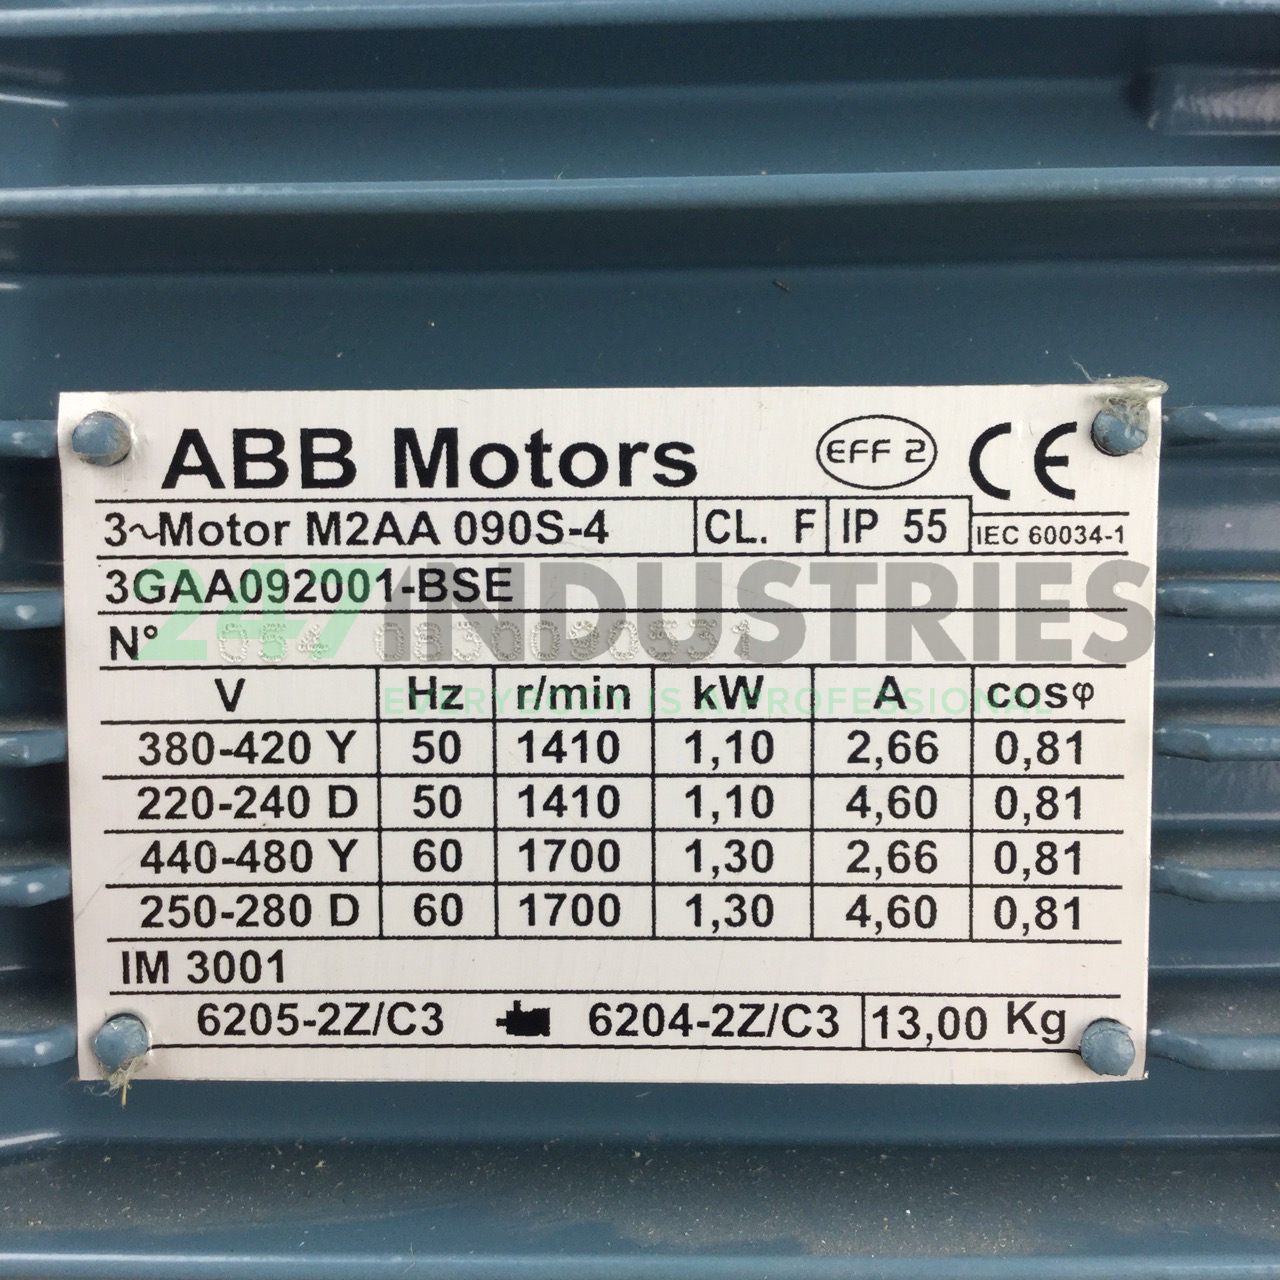 ABB Motors EFF 2 CE
3~Motor M2AA 090S-4 CL. F IP 55 IEC 60034-1
3GAA092001-BSE
247 INDUSTRIES
N°
EVERYBODY IS A PROFESSIONAL
V Hz r/min kW A cosφ
380-420 Y 50 1410 1,10 2,66 0,81
220-240 D 50 1410 1,10 4,60 0,81
440-480 Y 60 1700 1,30 2,66 0,81
250-280 D 60 1700 1,30 4,60 0,81
IM 3001
6205-2Z/C3 6204-2Z/C3 13,00 Kg